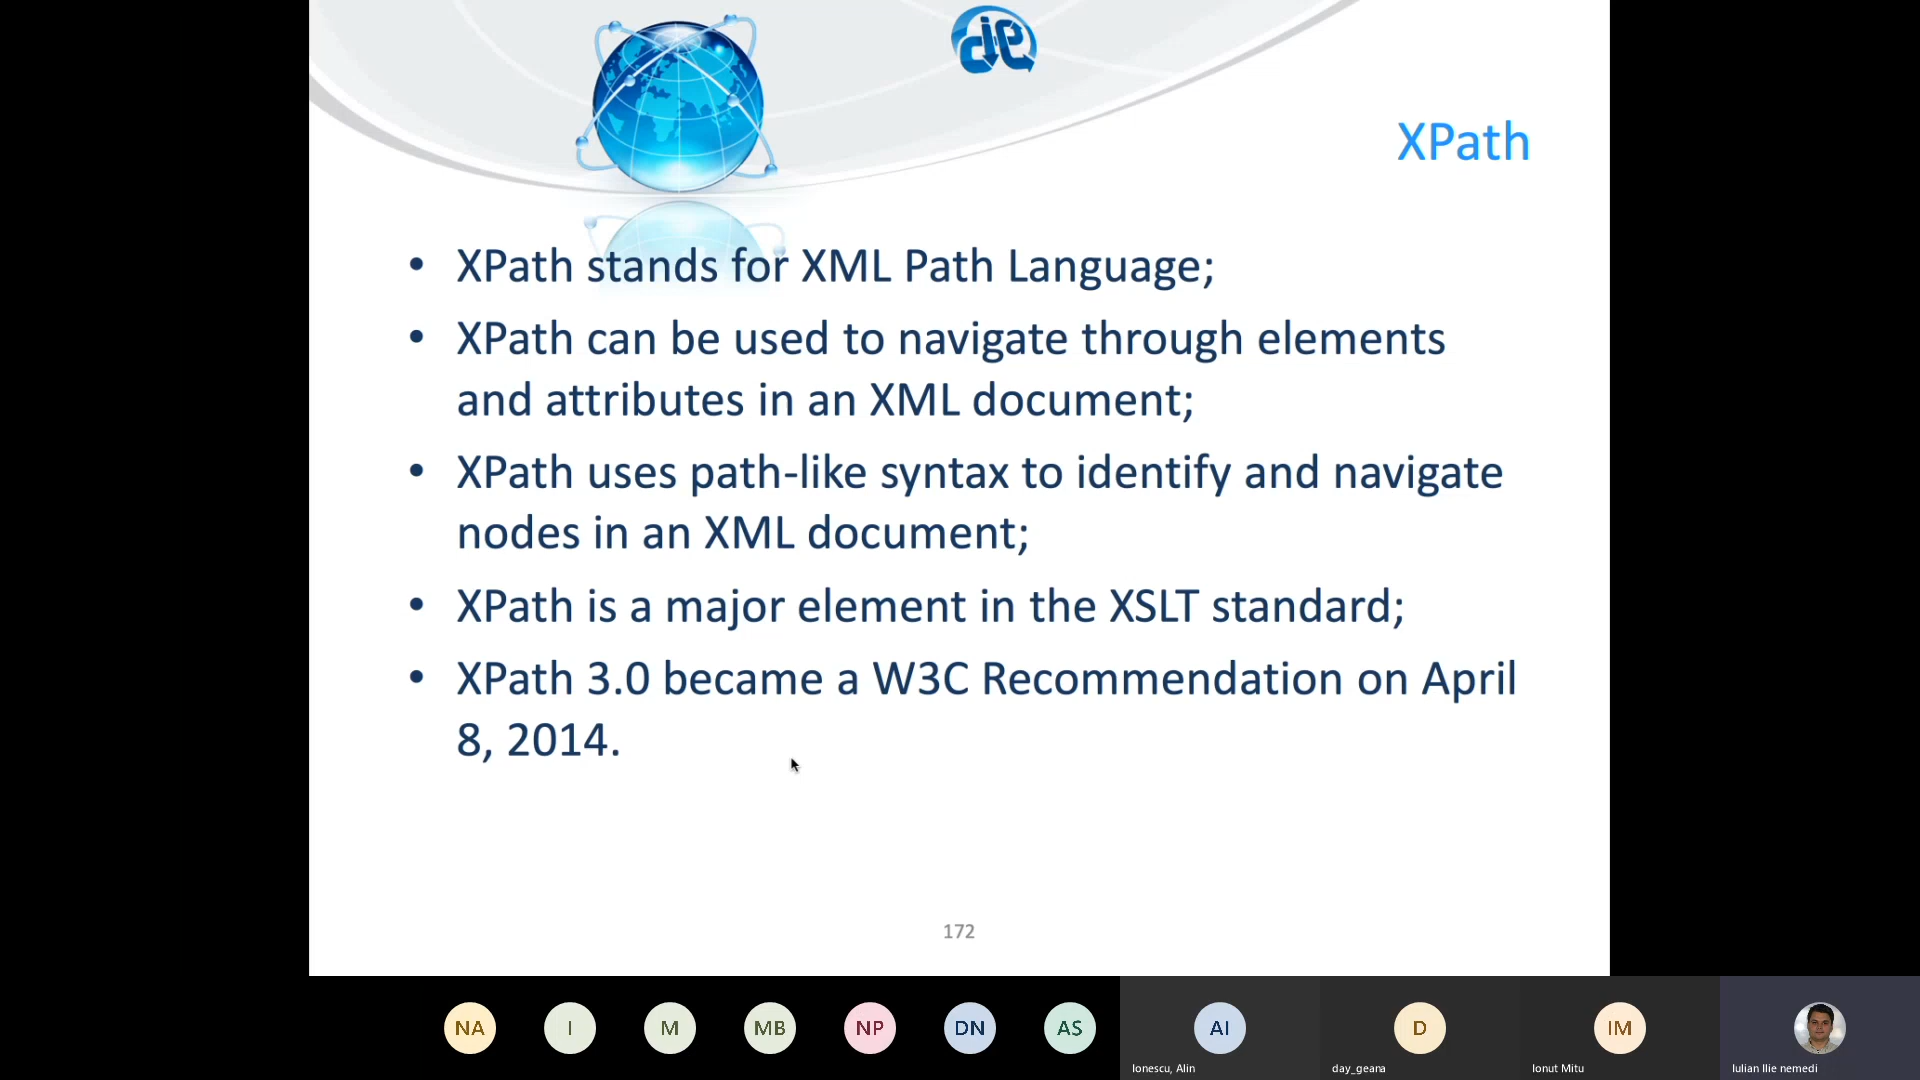 XPath
• XPath stands for XML Path Language;
• XPath can be used to navigate through elements
and attributes in an XML document;
• XPath uses path-like syntax to identify and navigate
nodes in an XML document;
• XPath is a major element in the XSLT standard;
• XPath 3.0 became a W3C Recommendation on April
8, 2014.
172
NA I M MB NP DN AS AI D IM
Ionescu, Alin day_geana Ionut Mitu Iulian Ilie nemedi